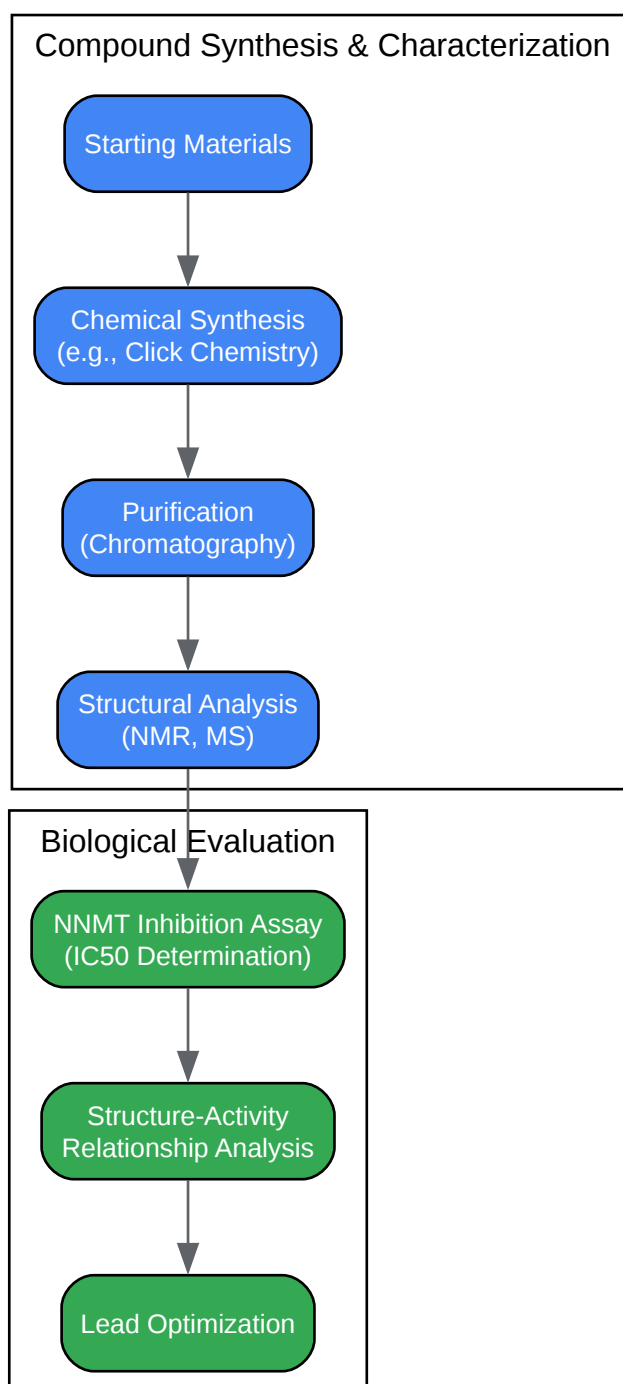 Compound Synthesis & Characterization
Starting Materials
Chemical Synthesis
(e.g., Click Chemistry)
Purification
(Chromatography)
Structural Analysis
(NMR, MS)
Biological Evaluation
NNMT Inhibition Assay
(IC50 Determination)
Structure-Activity
Relationship Analysis
Lead Optimization